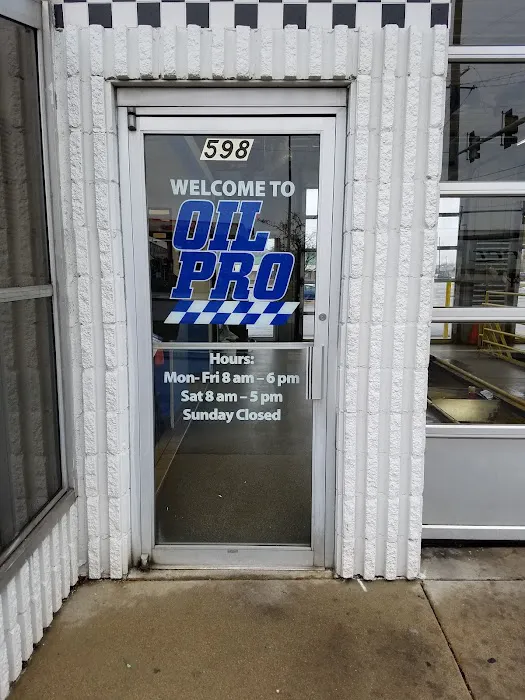 598
WELCOME TO
OIL
PRO
Hours:
Mon- Fri 8 am – 6 pm
Sat 8 am – 5 pm
Sunday Closed